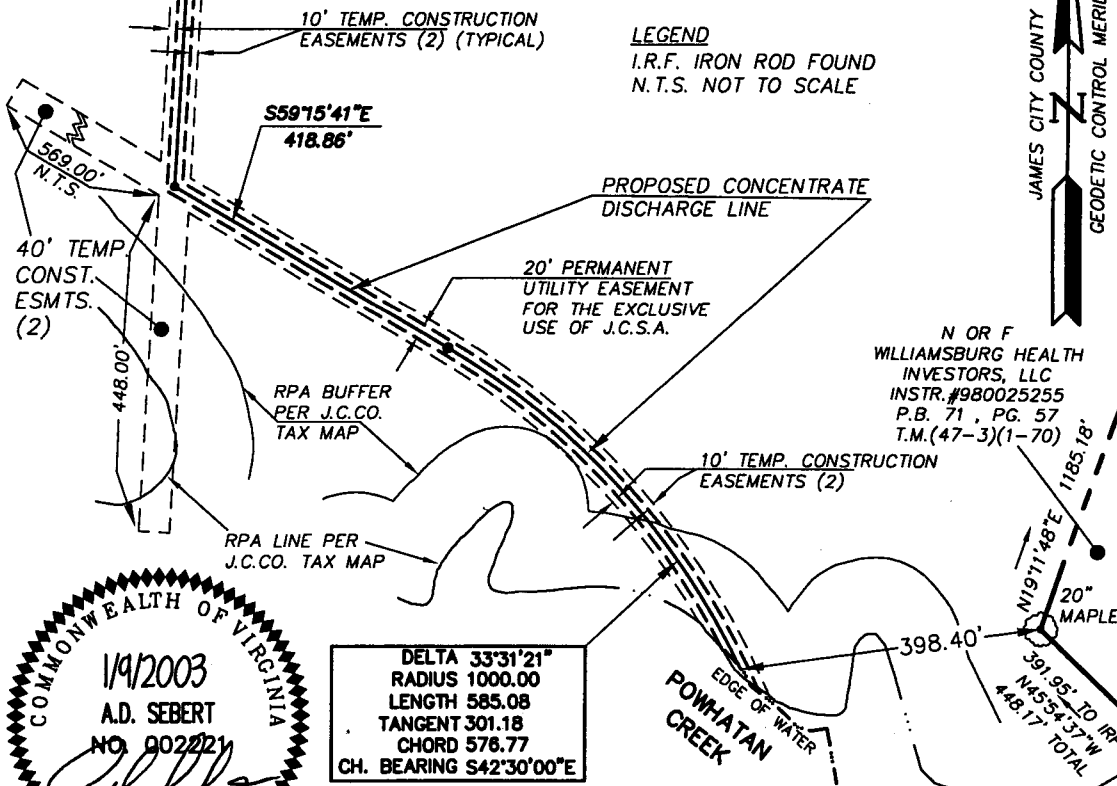 10' TEMP. CONSTRUCTION
EASEMENTS (2) (TYPICAL)
LEGEND
I.R.F. IRON ROD FOUND
N.T.S. NOT TO SCALE
JAMES CITY COUNTY
GEODETIC CONTROL
N
S59°15'41"E
418.86'
569.00'
N.T.S.
PROPOSED CONCENTRATE
DISCHARGE LINE
40' TEMP.
CONST.
ESMTS.
(2)
448.00'
20' PERMANENT
UTILITY EASEMENT
FOR THE EXCLUSIVE
USE OF J.C.S.A.
N OR F
WILLIAMSBURG HEALTH
INVESTORS, LLC
INSTR.#980025255
P.B. 71 , PG. 57
T.M.(47-3)(1-70)
RPA BUFFER
PER J.C.CO.
TAX MAP
10' TEMP. CONSTRUCTION
EASEMENTS (2)
RPA LINE PER
J.C.CO. TAX MAP
N19°11'48"E 1185.18'
20"
MAPLE
398.40'
391.95' TO
N45°54'37"W
448.17' TOTAL
EDGE OF WATER
POWHATAN
CREEK
COMMONWEALTH OF VIRGINIA
1/9/2003
A.D. SEBERT
NO. 002221
DELTA 33°31'21"
RADIUS 1000.00
LENGTH 585.08
TANGENT 301.18
CHORD 576.77
CH. BEARING S42°30'00"E